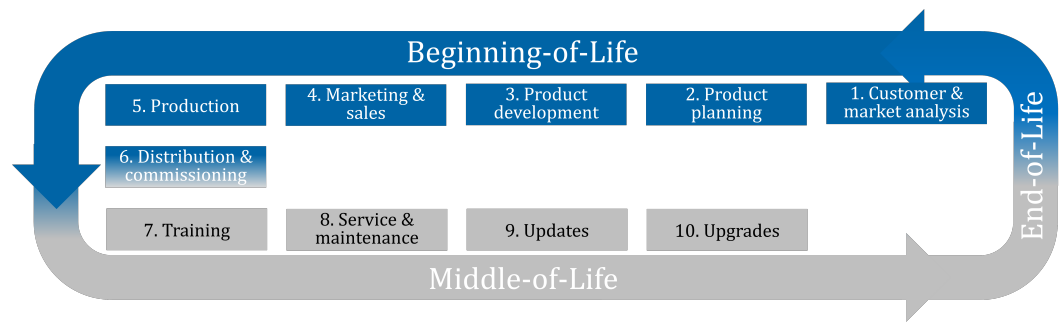 Beginning-of-Life
5. Production
4. Marketing &
sales
3. Product
development
2. Product
planning
1. Customer &
market analysis
6. Distribution &
commissioning
End-of-Life
7. Training
8. Service &
maintenance
9. Updates
10. Upgrades
Middle-of-Life